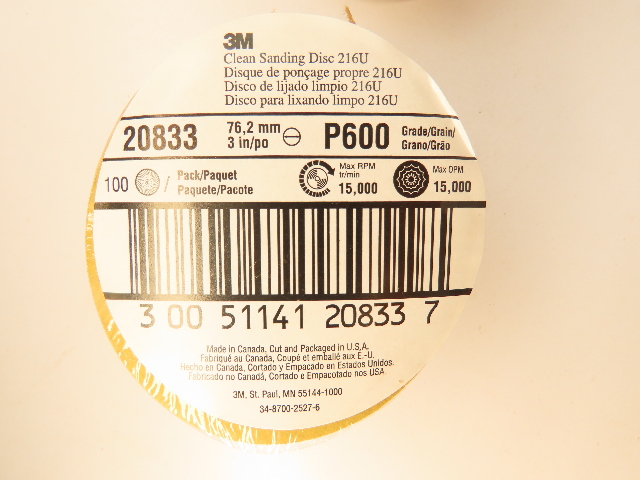 3M
Clean Sanding Disc 216U
Disque de ponçage propre 216U
Disco de lijado limpio 216U
Disco para lixando limpo 216U
20833 76,2 mm P600 Grade/Grain/
3 in/po Grano/Grão
100 / Pack/Paquet Max RPM Max OPM
Paquete/Pacote tr/min 15,000 15,000
3 00 51141 20833 7
Made in Canada, Cut and Packaged in U.S.A.
Fabriqué au Canada, Coupé et emballé aux E.-U.
Hecho en Canada, Cortado y Empacado en Estados Unidos.
Fabricado no Canadá, Cortado e Empacotado nos USA
3M, St. Paul, MN 55144-1000
34-8700-2527-6